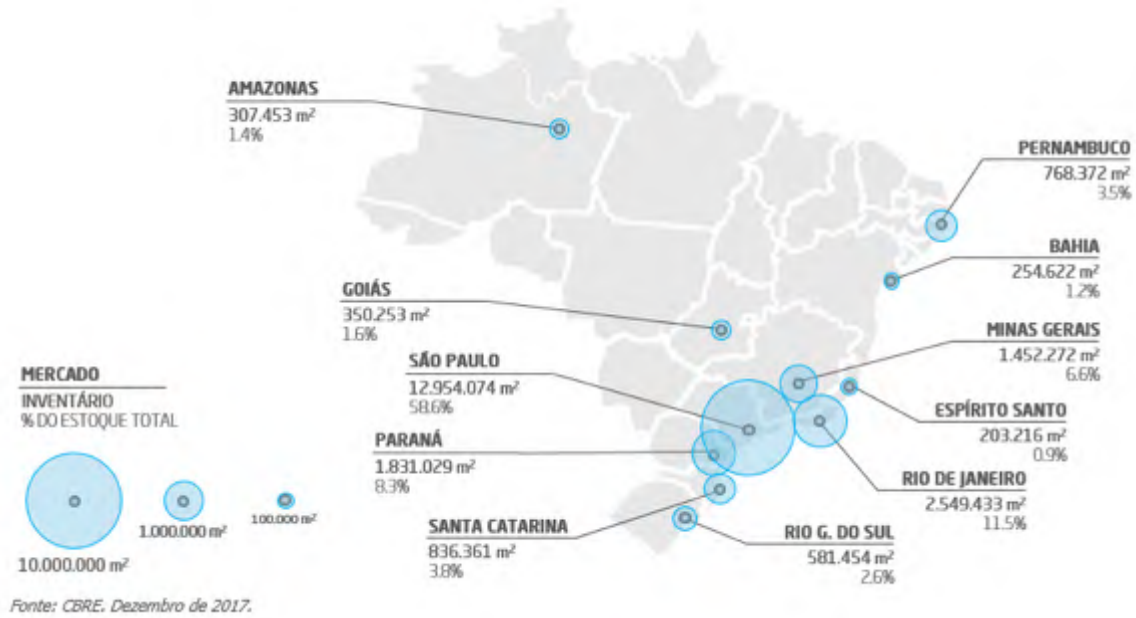 AMAZONAS
307.453 m²
1.4%
PERNAMBUCO
768.372 m²
3.5%
BAHIA
254.622 m²
1.2%
GOIÁS
350.253 m²
1.6%
MINAS GERAIS
1.452.272 m²
6.6%
SÃO PAULO
12.954.074 m²
58.6%
ESPÍRITO SANTO
203.216 m²
0.9%
PARANÁ
1.831.029 m²
8.3%
RIO DE JANEIRO
2.549.433 m²
11.5%
SANTA CATARINA
836.361 m²
3.8%
RIO G. DO SUL
581.454 m²
2.6%
MERCADO
INVENTÁRIO
% DO ESTOQUE TOTAL
10.000.000 m²
1.000.000 m²
100.000 m²
Fonte: CBRE. Dezembro de 2017.